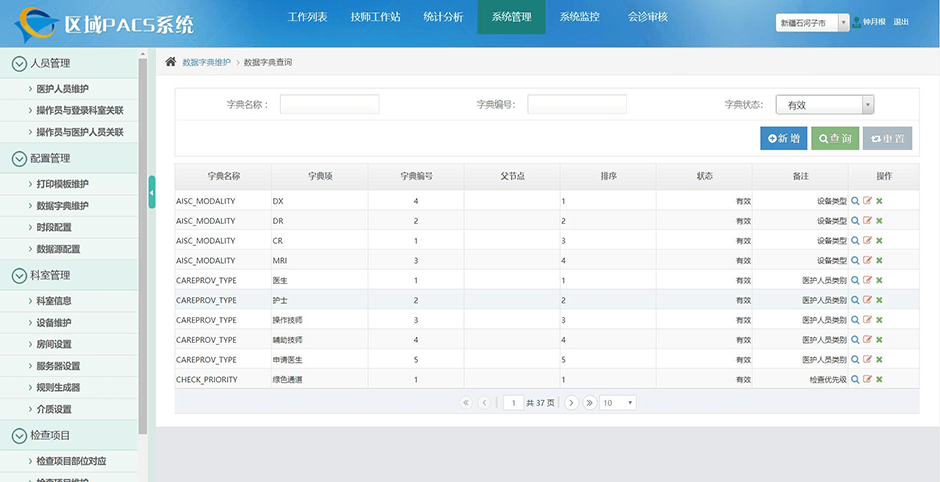 区域PACS系统
工作列表 技师工作站 统计分析 系统管理 系统监控 会诊审核
新疆石河子市 钟月根 退出
人员管理
医护人员维护
操作员与登录科室关联
操作员与医护人员关联
配置管理
打印模板维护
数据字典维护
时段配置
数据源配置
科室管理
科室信息
设备维护
房间设置
服务器设置
规则生成器
介质设置
检查项目
检查项目部位对应
检查项目维护
数据字典维护 > 数据字典查询
字典名称： 字典编号： 字典状态： 有效
新增 查询 重置
字典名称 字典项 字典编号 父节点 排序 状态 备注 操作
AISC_MODALITY DX 4 1 有效 设备类型
AISC_MODALITY DR 2 2 有效 设备类型
AISC_MODALITY CR 1 3 有效 设备类型
AISC_MODALITY MRI 3 4 有效 设备类型
CAREPROV_TYPE 医生 1 1 有效 医护人员类别
CAREPROV_TYPE 护士 2 2 有效 医护人员类别
CAREPROV_TYPE 操作技师 3 3 有效 医护人员类别
CAREPROV_TYPE 辅助技师 4 4 有效 医护人员类别
CAREPROV_TYPE 申请医生 5 5 有效 医护人员类别
CHECK_PRIORITY 绿色通道 1 1 有效 检查优先级
1 共 37 页 10